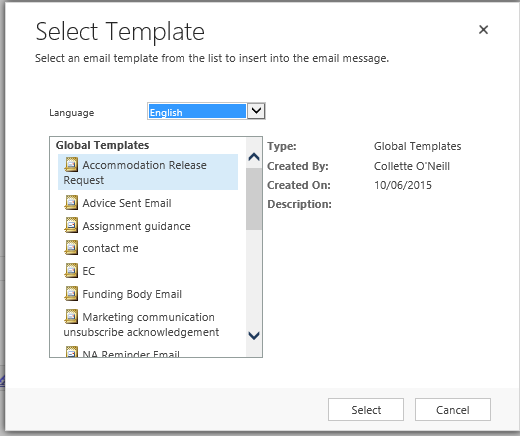 Select Template
Select an email template from the list to insert into the email message.
Language
English
Global Templates
Accommodation Release
Request
Advice Sent Email
Assignment guidance
contact me
EC
Funding Body Email
Marketing communication
unsubscribe acknowledgement
NA Reminder Email
Type: Global Templates
Created By: Collette O'Neill
Created On: 10/06/2015
Description:
Select
Cancel